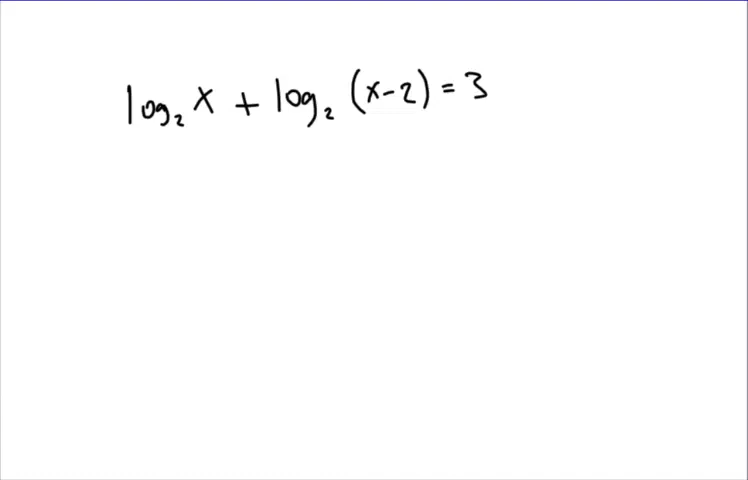 log₂ x + log₂ (x-2) = 3